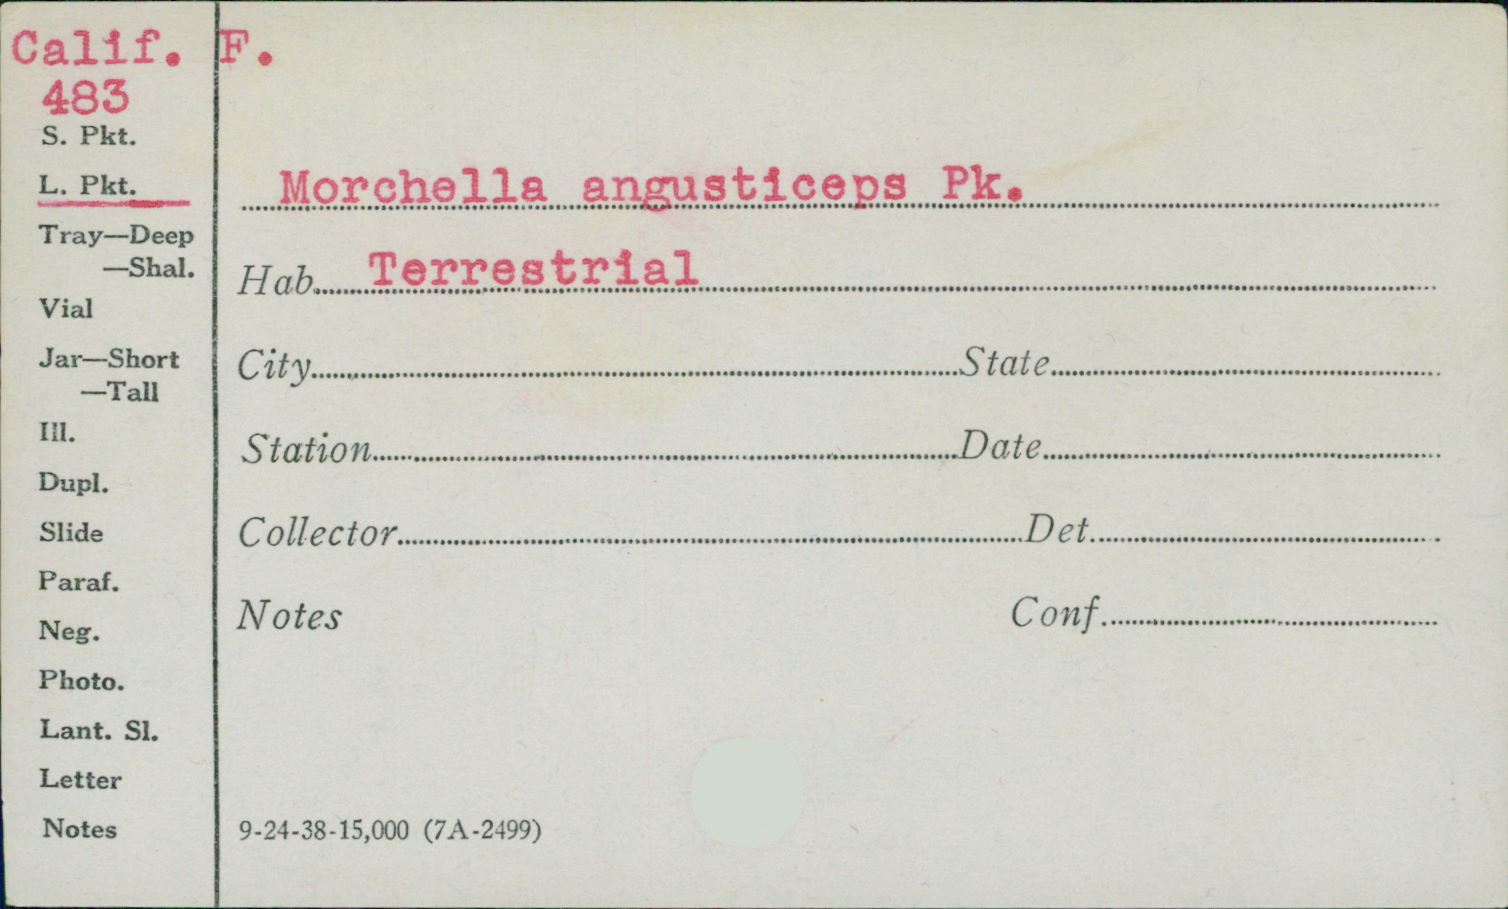 Calif. F.
483
S. Pkt.
L. Pkt.
Morchella angusticeps Pk.
Tray—Deep
—Shal.
Hab. Terrestrial
Vial
Jar—Short
—Tall
City State
Ill.
Station Date
Dupl.
Slide
Collector Det.
Paraf.
Neg.
Notes Conf.
Photo.
Lant. Sl.
Letter
Notes
9-24-38-15,000 (7A-2499)